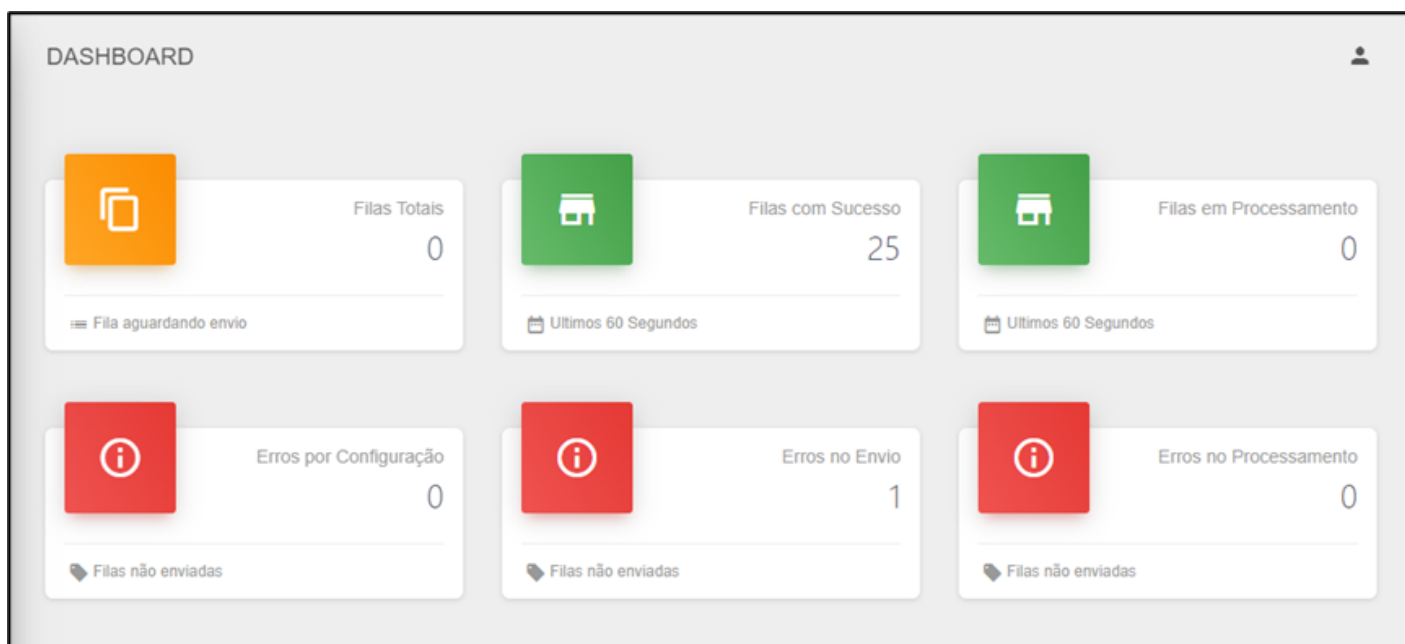 DASHBOARD
Filas Totais
0
Fila aguardando envio
Filas com Sucesso
25
Ultimos 60 Segundos
Filas em Processamento
0
Ultimos 60 Segundos
Erros por Configuração
0
Filas não enviadas
Erros no Envio
1
Filas não enviadas
Erros no Processamento
0
Filas não enviadas